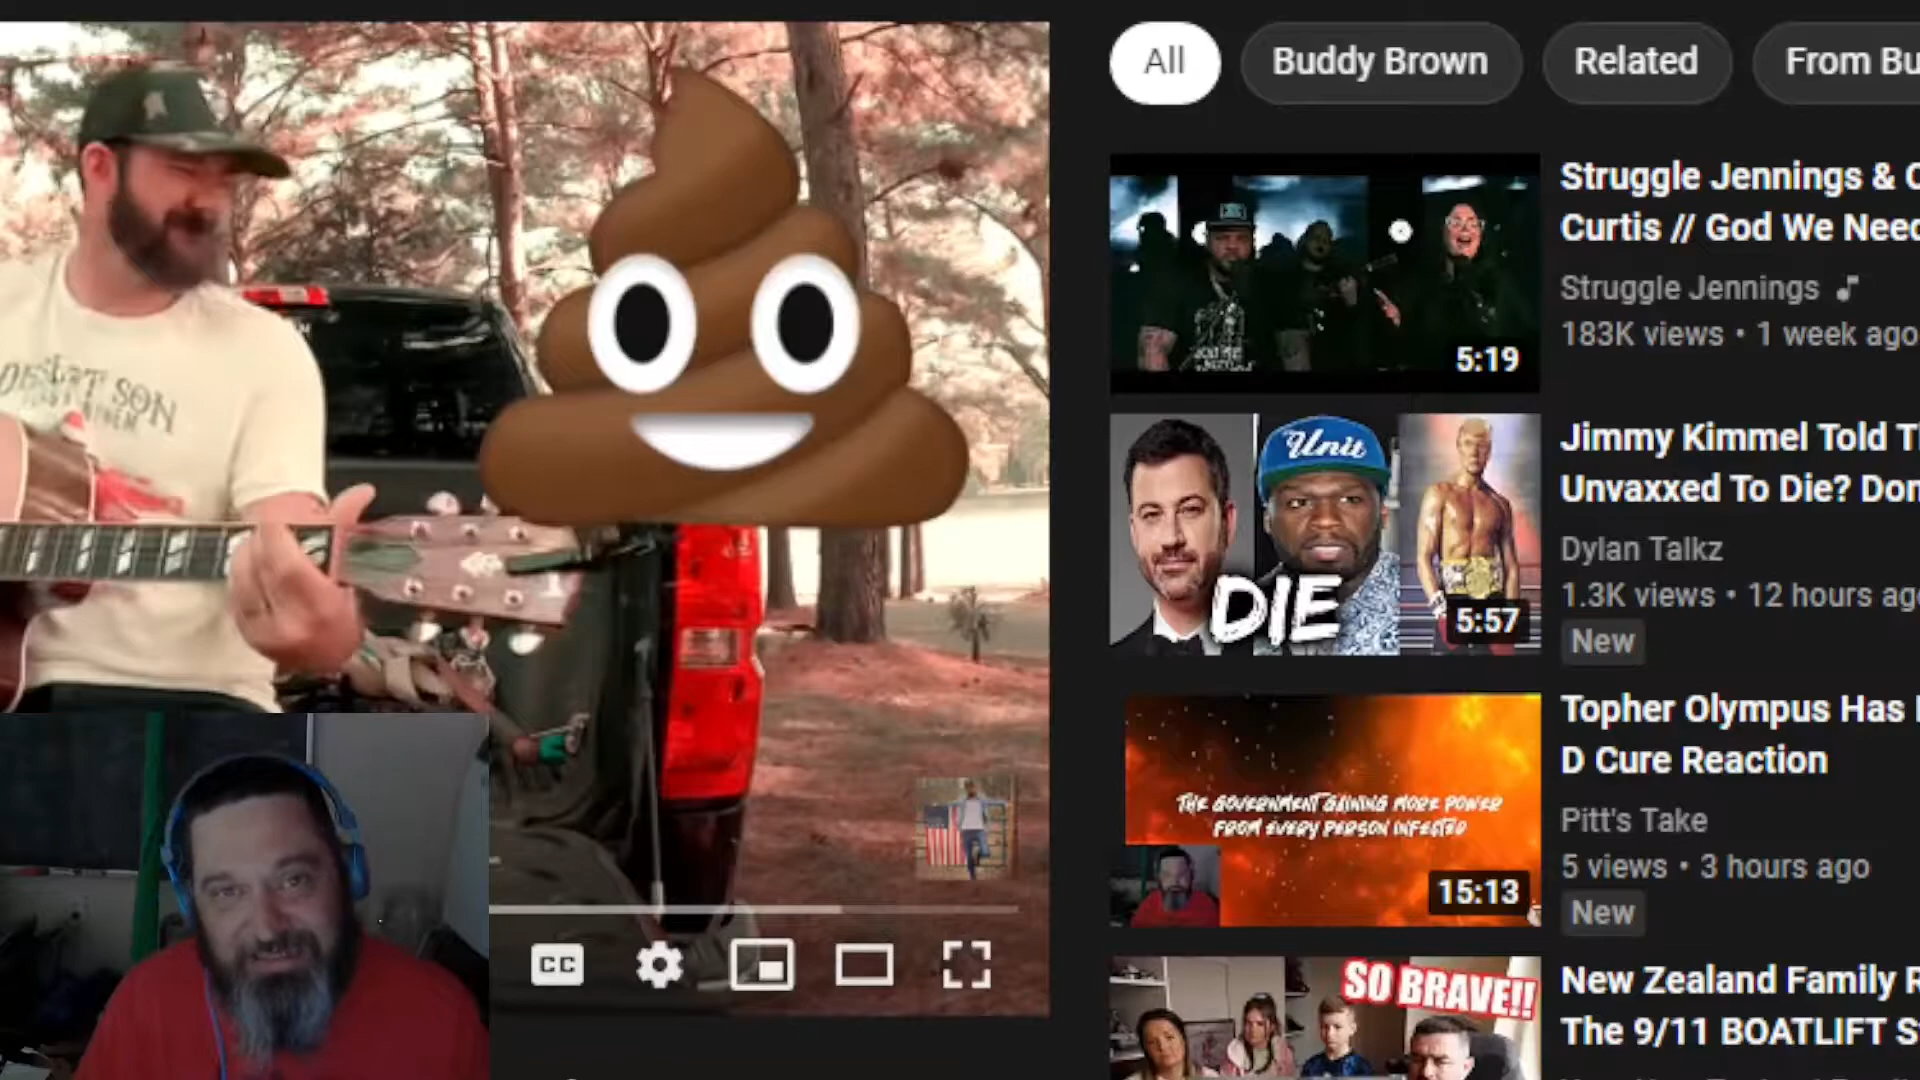 All
Buddy Brown
Related
From Bu
DESERT SON
Struggle Jennings & C
Curtis // God We Need
Struggle Jennings
183K views • 1 week ago
5:19
Jimmy Kimmel Told T
Unvaxxed To Die? Don
Dylan Talkz
1.3K views • 12 hours ago
New
Unit
DIE
5:57
Topher Olympus Has
D Cure Reaction
Pitt's Take
5 views • 3 hours ago
New
THE GOVERNMENT GAINING MORE POWER
FROM EVERY PERSON INFECTED
15:13
CC
New Zealand Family R
The 9/11 BOATLIFT S
SO BRAVE!!